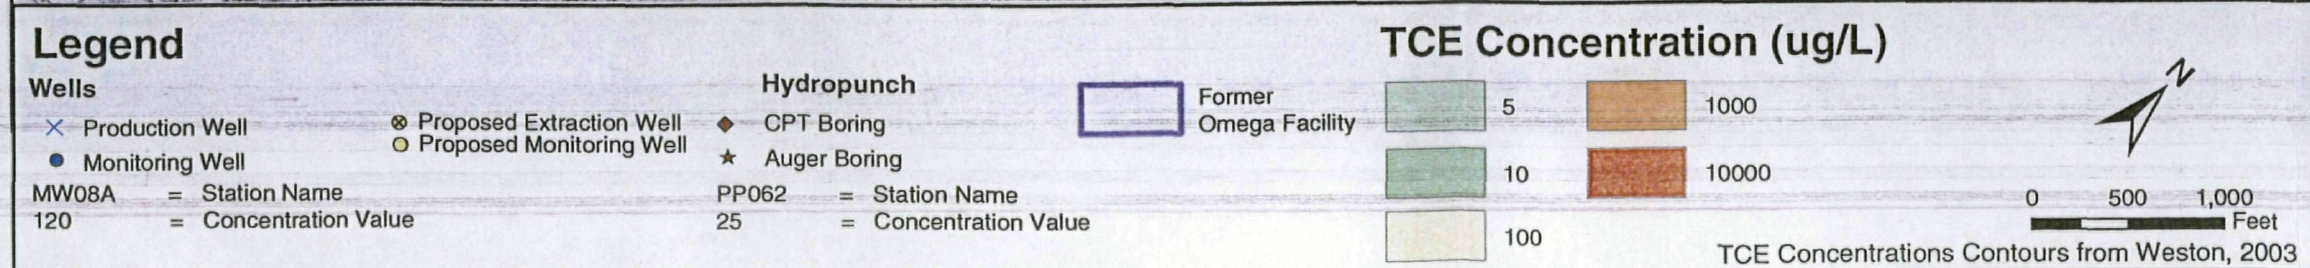 Legend
Wells
Production Well
Monitoring Well
MW08A = Station Name
120 = Concentration Value
Proposed Extraction Well
Proposed Monitoring Well
Hydropunch
CPT Boring
Auger Boring
PP062 = Station Name
25 = Concentration Value
Former
Omega Facility
TCE Concentration (ug/L)
5
10
100
1000
10000
N
0 500 1,000
Feet
TCE Concentrations Contours from Weston, 2003